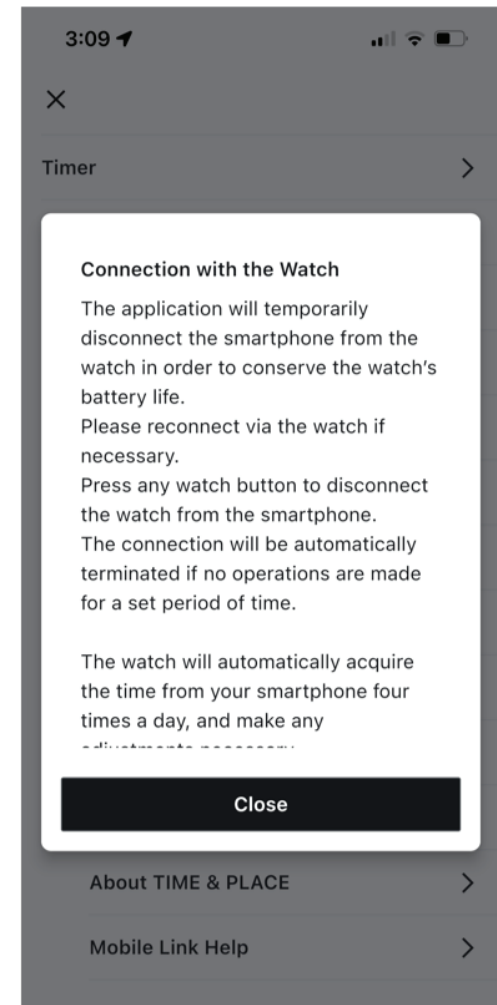 3:09
Timer
Connection with the Watch
The application will temporarily
disconnect the smartphone from the
watch in order to conserve the watch's
battery life.
Please reconnect via the watch if
necessary.
Press any watch button to disconnect
the watch from the smartphone.
The connection will be automatically
terminated if no operations are made
for a set period of time.
The watch will automatically acquire
the time from your smartphone four
times a day, and make any
adjustments necessary.
Close
About TIME & PLACE
Mobile Link Help